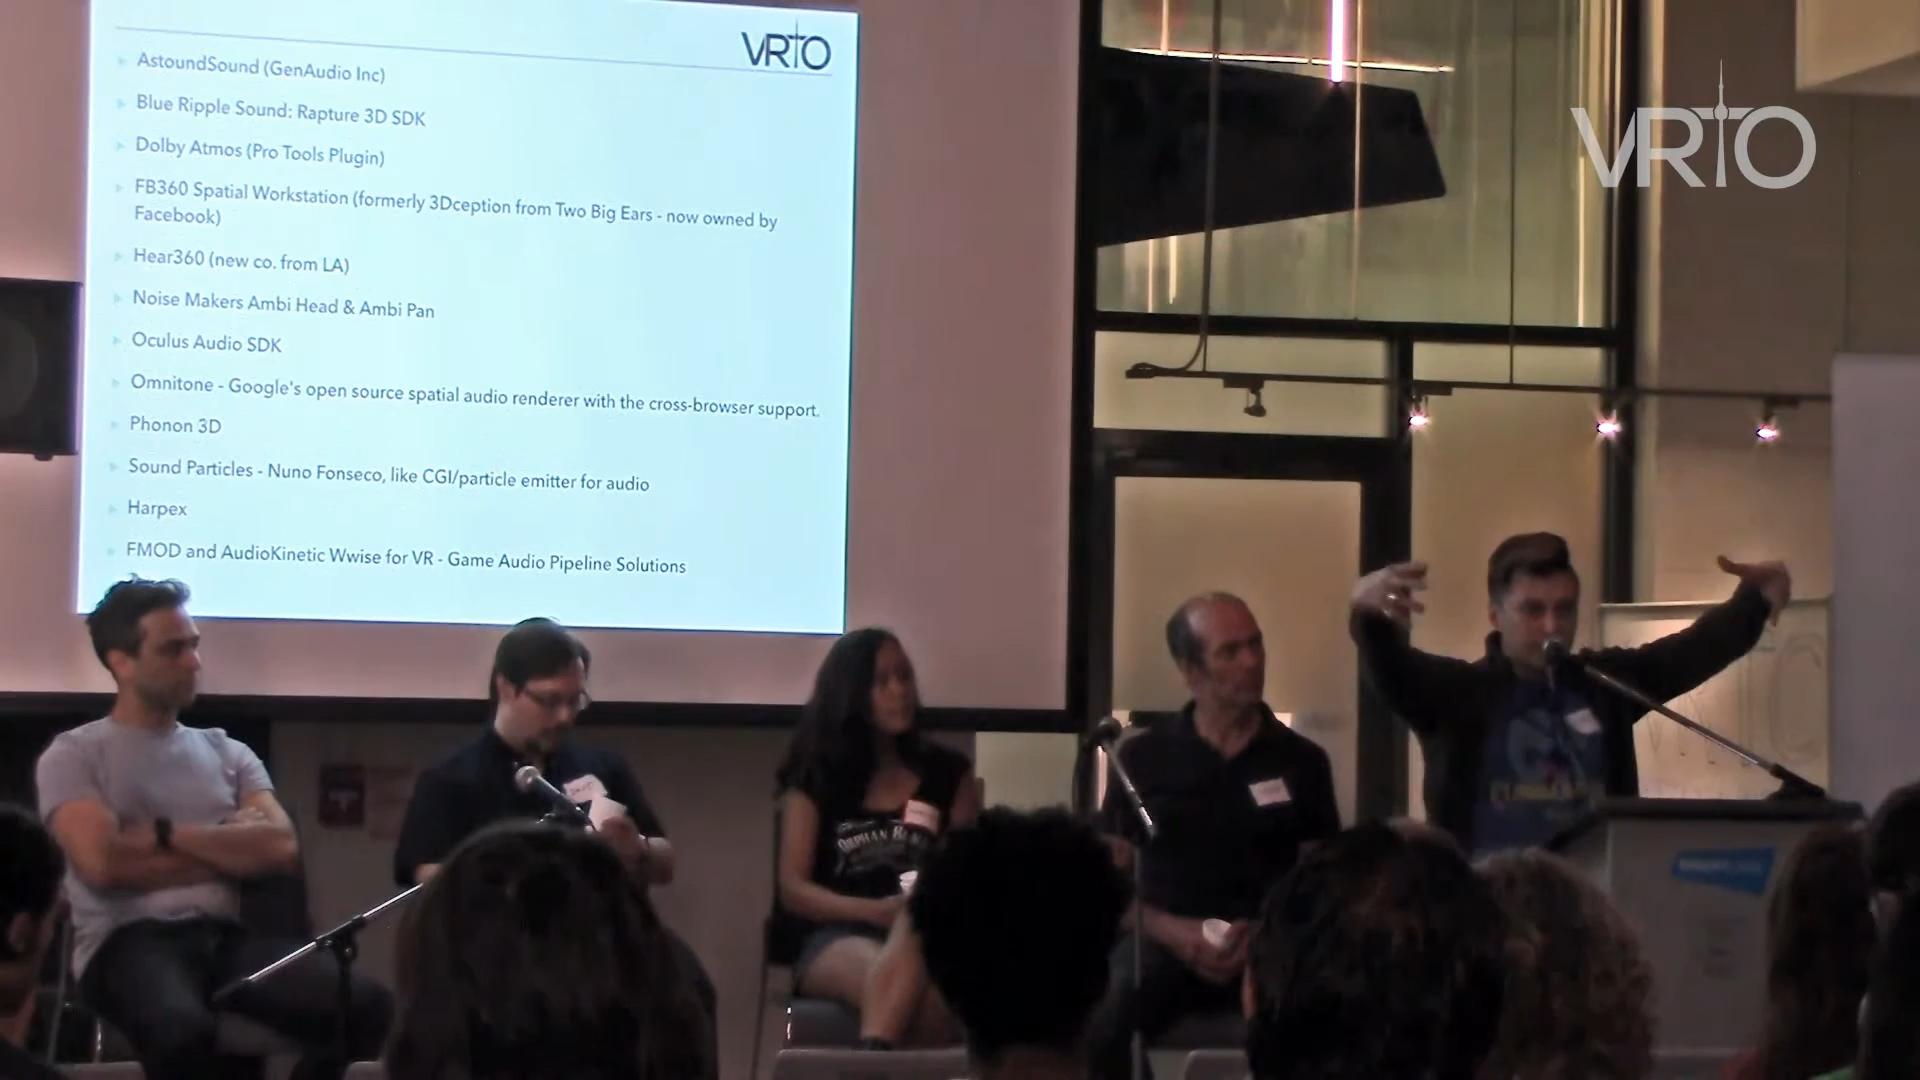 VRTO
AstoundSound (GenAudio Inc)
Blue Ripple Sound: Rapture 3D SDK
Dolby Atmos (Pro Tools Plugin)
FB360 Spatial Workstation (formerly 3Dception from Two Big Ears - now owned by
Facebook)
Hear360 (new co. from LA)
Noise Makers Ambi Head & Ambi Pan
Oculus Audio SDK
Omnitone - Google's open source spatial audio renderer with the cross-browser support.
Phonon 3D
Sound Particles - Nuno Fonseco, like CGI/particle emitter for audio
Harpex
FMOD and AudioKinetic Wwise for VR - Game Audio Pipeline Solutions
VRTO
ORPHAN